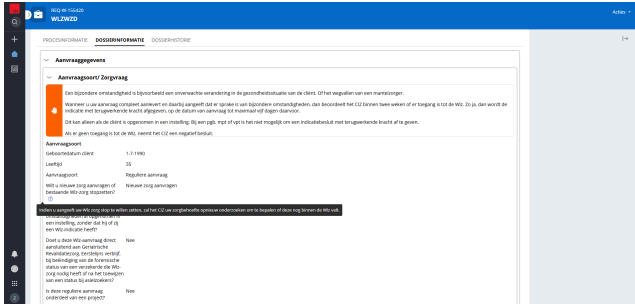 REQ-W-155420
WLZWZD
Acties
PROCESINFORMATIE DOSSIERINFORMATIE DOSSIERHISTORIE
Aanvraaggegevens
Aanvraagsoort/ Zorgvraag
Een bijzondere omstandigheid is bijvoorbeeld een onverwachte verandering in de gezondheidssituatie van de cliënt. Of het wegvallen van een mantelzorger.
Wanneer u uw aanvraag compleet aanlevert en daarbij aangeeft dat er sprake is van bijzondere omstandigheden, dan beoordeelt het CIZ binnen twee weken of er toegang is tot de Wlz. Zo ja, dan wordt de
indicatie met terugwerkende kracht afgegeven, op de datum van aanvraag tot maximaal vijf dagen daarvoor.
Dit kan alleen als de cliënt is opgenomen in een instelling. Bij een pgb, mpt of vpt is het niet mogelijk om een indicatiebesluit met terugwerkende kracht af te geven.
Als er geen toegang is tot de Wlz, neemt het CIZ een negatief besluit.
Aanvraagsoort
Geboortedatum cliënt 1-7-1990
Leeftijd 35
Aanvraagsoort Reguliere aanvraag
Wilt u nieuwe zorg aanvragen of Nieuwe zorg aanvragen
bestaande Wlz-zorg stopzetten?
Indien u aangeeft uw Wlz zorg stop te willen zetten, zal het CIZ uw zorgbehoefte opnieuw onderzoeken om te bepalen of deze nog binnen de Wlz valt.
omstandigheden al opgenomen in
een instelling, zonder dat hij of zij
een Wlz-indicatie heeft?
Doet u deze Wlz-aanvraag direct Nee
aansluitend aan Geriatrische
Revalidatiezorg, Eerstelijns verblijf,
bij beëindiging van de forensische
status van een verzekerde die Wlz-
zorg nodig heeft of na het toewijzen
van een status bij asielzoekers?
Is deze reguliere aanvraag Nee
onderdeel van een project?